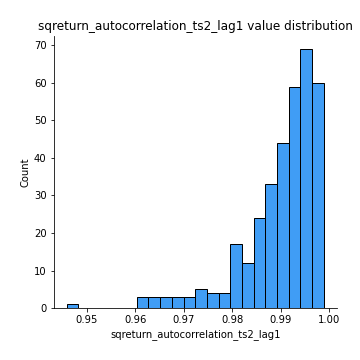 sqreturn_autocorrelation_ts2_lag1 value distribution
70
60
50
40
30
20
10
0
Count
0.95 0.96 0.97 0.98 0.99 1.00
sqreturn_autocorrelation_ts2_lag1